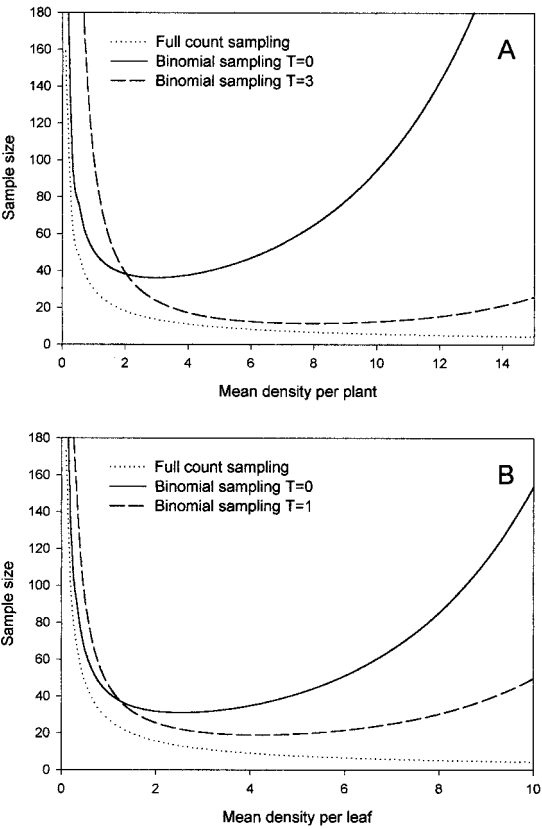 180
160
140
120
100
80
60
40
20
0
Sample size
Full count sampling
Binomial sampling T=0
Binomial sampling T=3
A
0 2 4 6 8 10 12 14
Mean density per plant
180
160
140
120
100
80
60
40
20
0
Sample size
Full count sampling
Binomial sampling T=0
Binomial sampling T=1
B
0 2 4 6 8 10
Mean density per leaf